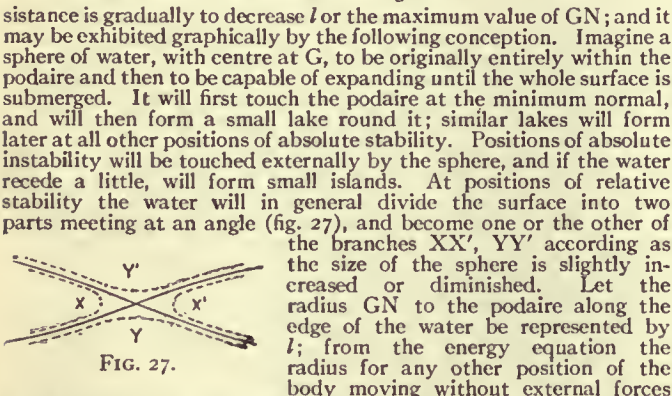 sistance is gradually to decrease l or the maximum value of GN; and it
may be exhibited graphically by the following conception. Imagine a
sphere of water, with centre at G, to be originally entirely within the
podaire and then to be capable of expanding until the whole surface is
submerged. It will first touch the podaire at the minimum normal,
and will then form a small lake round it; similar lakes will form
later at all other positions of absolute stability. Positions of absolute
instability will be touched externally by the sphere, and if the water
recede a little, will form small islands. At positions of relative
stability the water will in general divide the surface into two
parts meeting at an angle (fig. 27), and become one or the other of
the branches XX′, YY′ according as
the size of the sphere is slightly in-
creased or diminished. Let the
radius GN to the podaire along the
edge of the water be represented by
l; from the energy equation the
radius for any other position of the
body moving without external forces
Y′
X
X′
Y
FIG. 27.